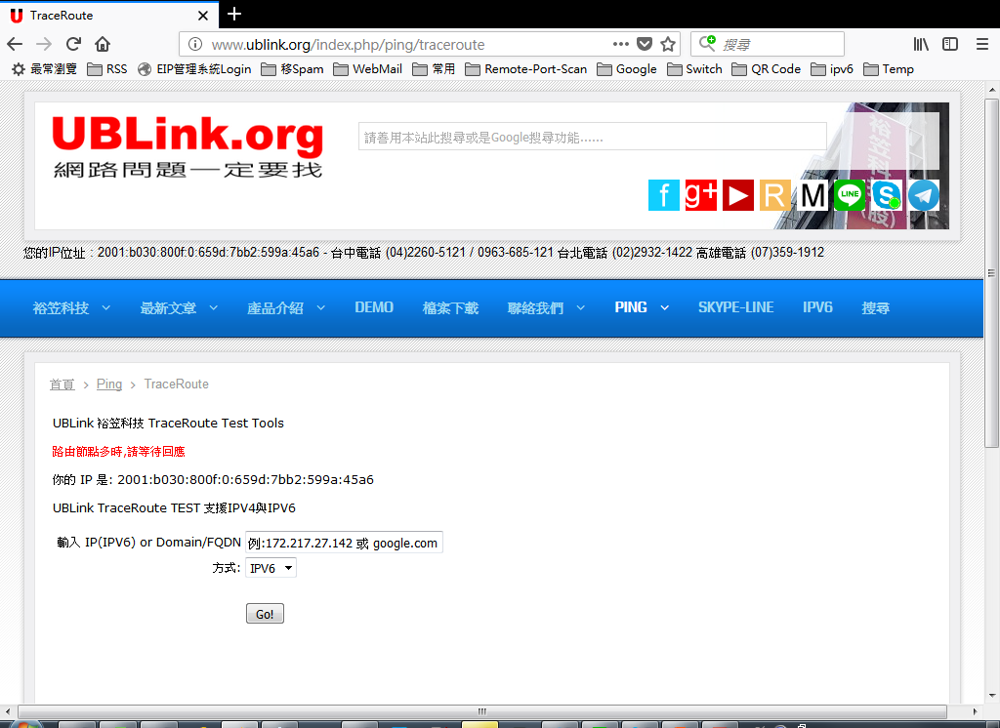 TraceRoute
www.ublink.org/index.php/ping/traceroute
搜尋
最常瀏覽 RSS EIP管理系統Login 移Spam WebMail 常用 Remote-Port-Scan Google Switch QR Code ipv6 Temp
UBLink.org
網路問題一定要找
請善用本站此搜尋或是Google搜尋功能......
裕笠科
(股)
f g+ R M LINE S
您的IP位址 : 2001:b030:800f:0:659d:7bb2:599a:45a6 - 台中電話 (04)2260-5121 / 0963-685-121 台北電話 (02)2932-1422 高雄電話 (07)359-1912
裕笠科技 最新文章 產品介紹 DEMO 檔案下載 聯絡我們 PING SKYPE-LINE IPV6 搜尋
首頁 > Ping > TraceRoute
UBLink 裕笠科技 TraceRoute Test Tools
路由節點多時,請等待回應
你的 IP 是: 2001:b030:800f:0:659d:7bb2:599a:45a6
UBLink TraceRoute TEST 支援IPV4與IPV6
輸入 IP(IPV6) or Domain/FQDN 例:172.217.27.142 或 google.com
方式: IPV6
Go!